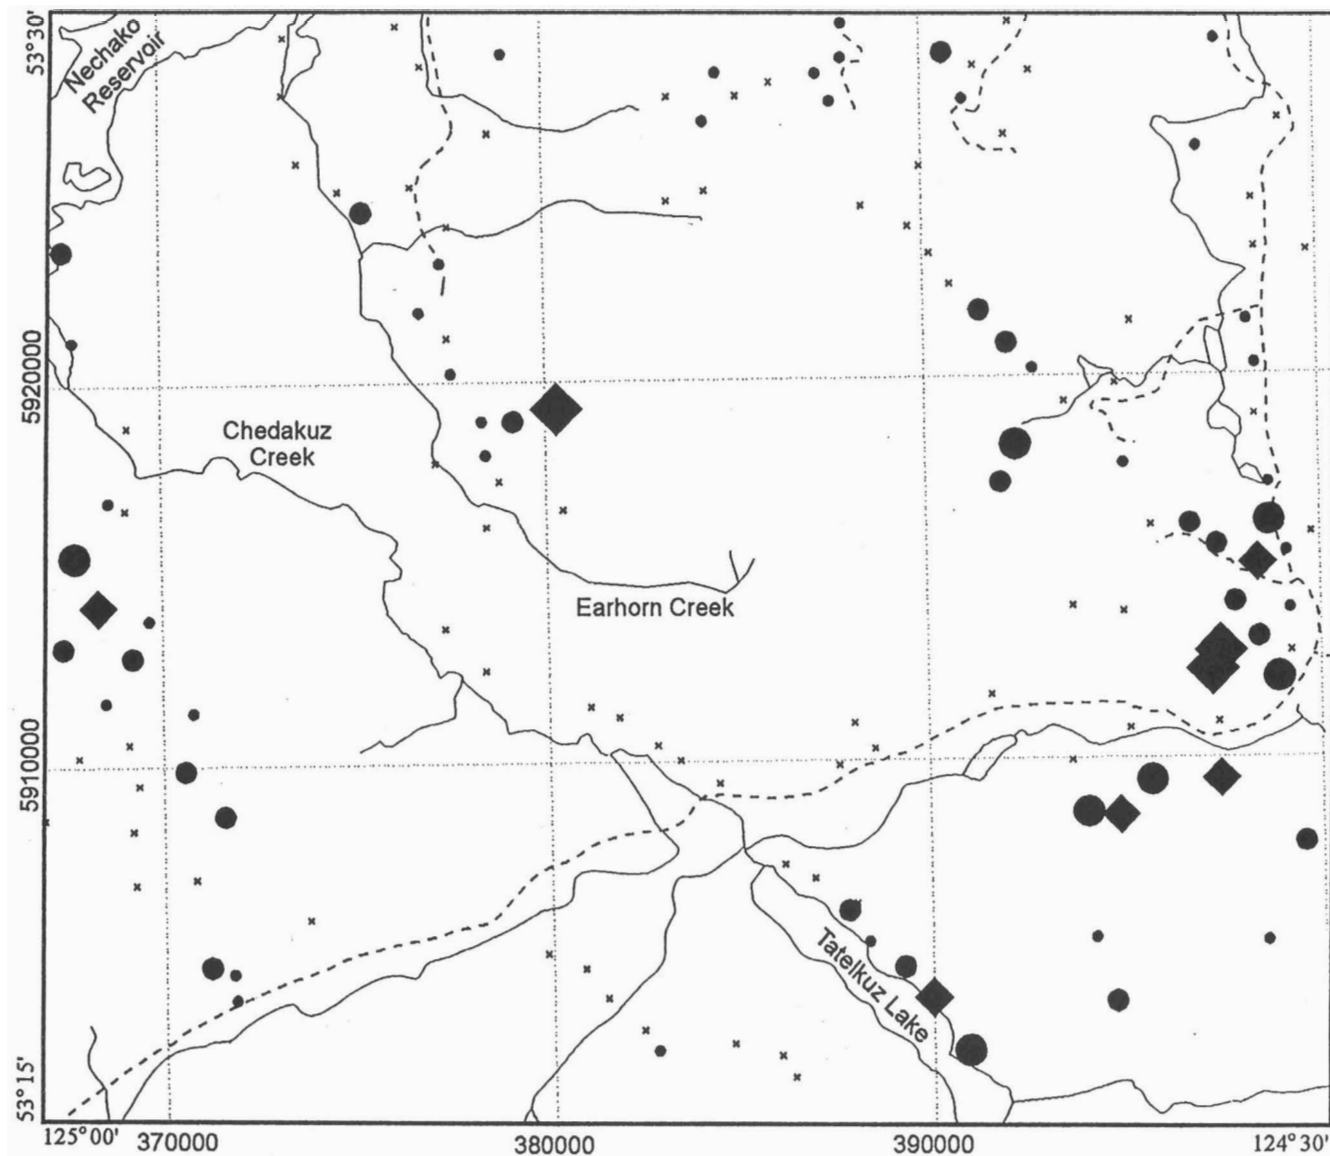 53° 30'
Nechako
Reservoir
5920000
Chedakuz
Creek
Earhorn Creek
5910000
Tatelkuz Lake
53° 15'
125° 00'
370000
380000
390000
124° 30'